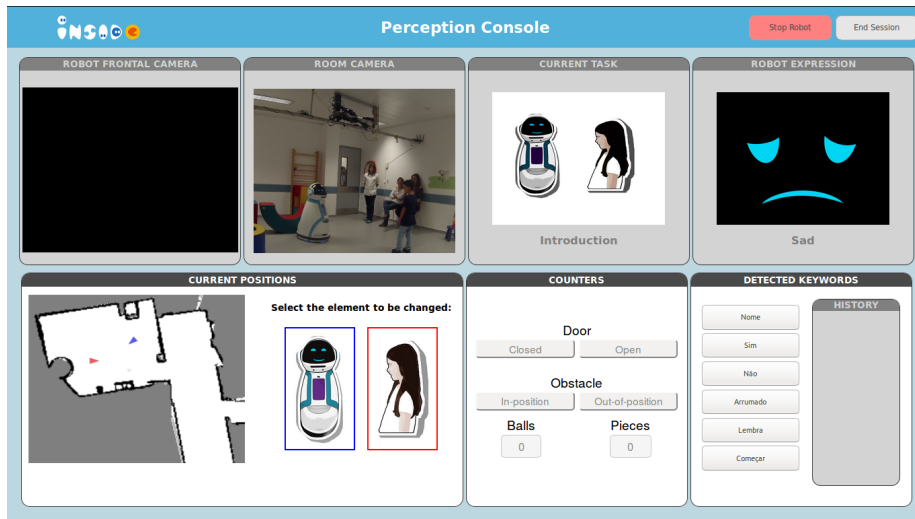 INSIDE
Perception Console
Stop Robot
End Session
ROBOT FRONTAL CAMERA
ROOM CAMERA
CURRENT TASK
ROBOT EXPRESSION
Introduction
Sad
CURRENT POSITIONS
Select the element to be changed:
COUNTERS
Door
Closed
Open
Obstacle
In-position
Out-of-position
Balls
Pieces
0
0
DETECTED KEYWORDS
Nome
Sim
Não
Arrumado
Lembra
Começar
HISTORY